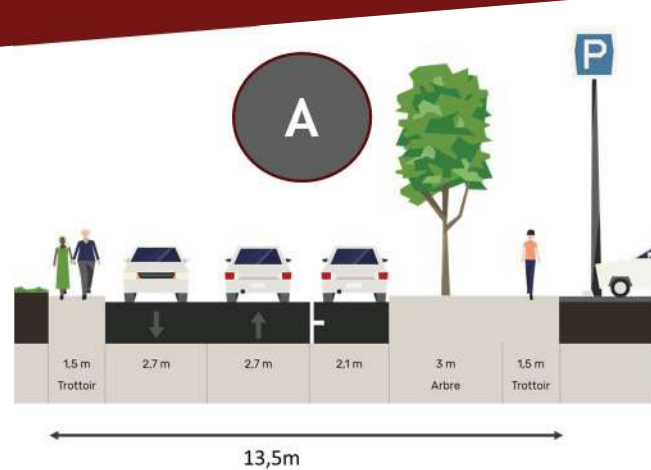 P
A
1,5 m
Trottoir
2,7 m
2,7 m
2,1 m
3 m
Arbre
1,5 m
Trottoir
13,5m